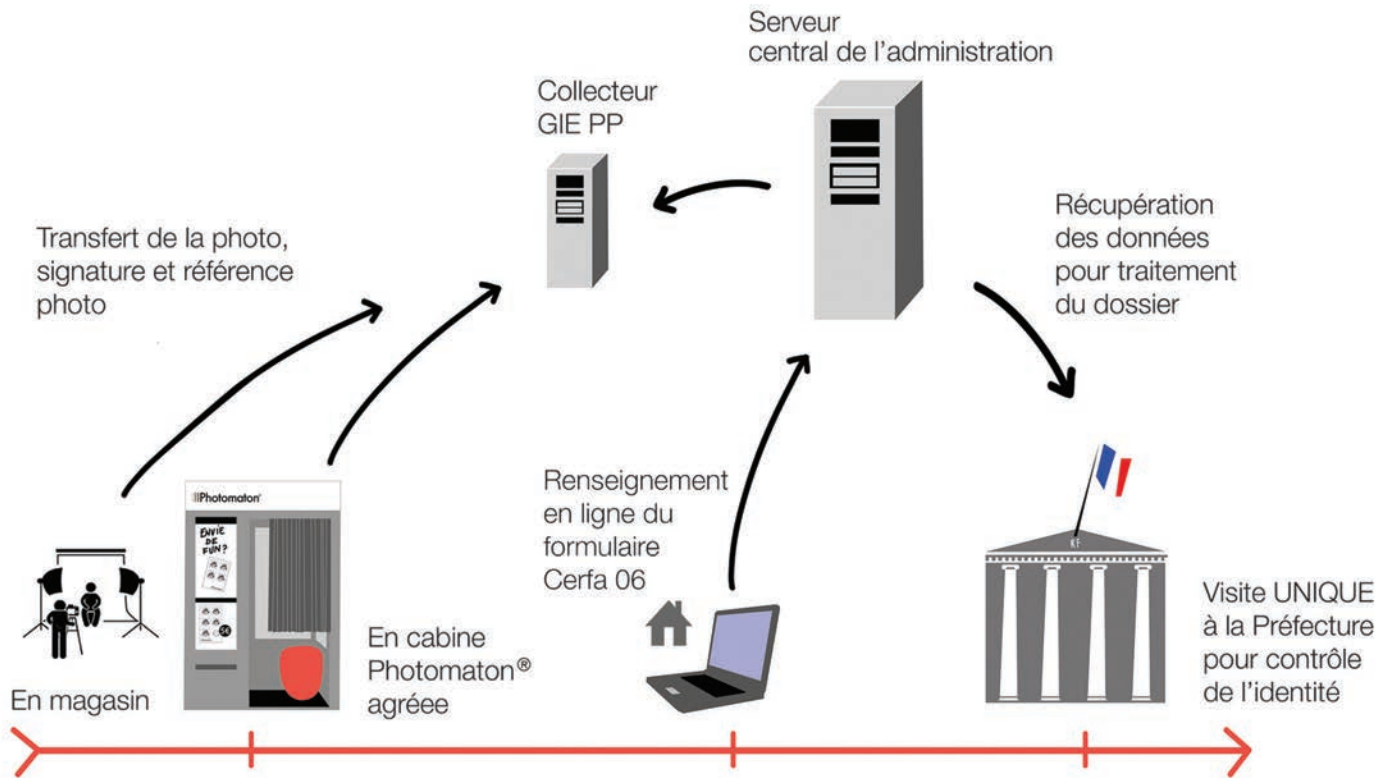 Serveur
central de l'administration
Collecteur
GIE PP
Transfert de la photo,
signature et référence
photo
Récupération
des données
pour traitement
du dossier
Photomaton®
ENVIE
DE
FUN?
5€
Renseignement
en ligne du
formulaire
Cerfa 06
RF
En magasin
En cabine
Photomaton®
agréee
Visite UNIQUE
à la Préfecture
pour contrôle
de l'identité